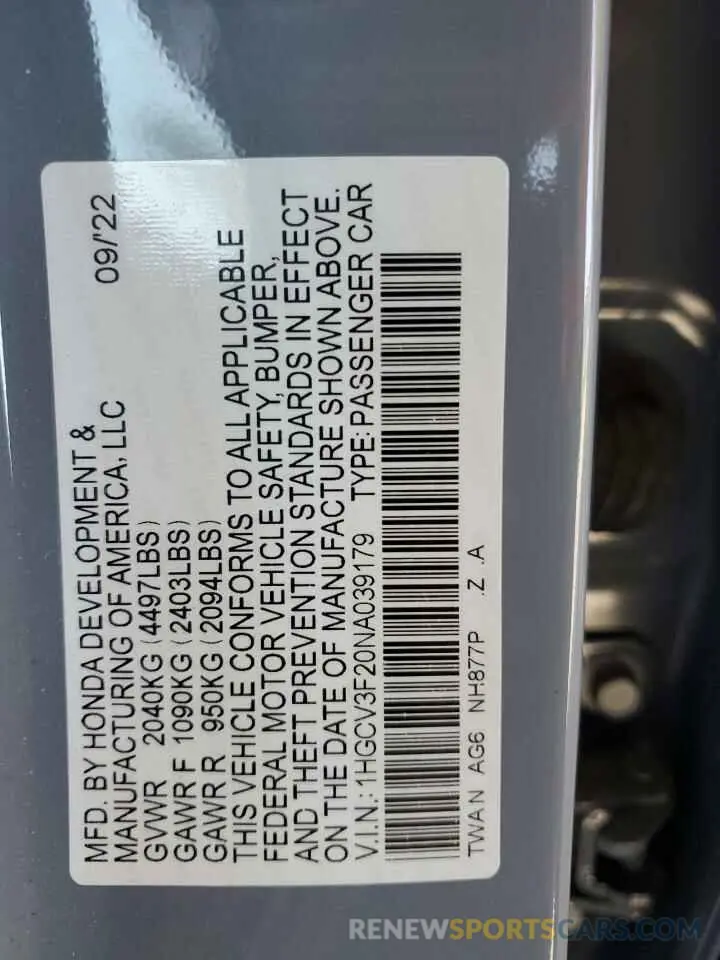 MFD. BY HONDA DEVELOPMENT & 09/'22
MANUFACTURING OF AMERICA, LLC
GVWR 2040KG (4497LBS)
GAWR F 1090KG (2403LBS)
GAWR R 950KG (2094LBS)
THIS VEHICLE CONFORMS TO ALL APPLICABLE
FEDERAL MOTOR VEHICLE SAFETY, BUMPER,
AND THEFT PREVENTION STANDARDS IN EFFECT
ON THE DATE OF MANUFACTURE SHOWN ABOVE.
V.I.N.: 1HGCV3F20NA039179 TYPE: PASSENGER CAR
TWAN AG6 NH877P .Z .A
RENEWSPORTSCARS.COM